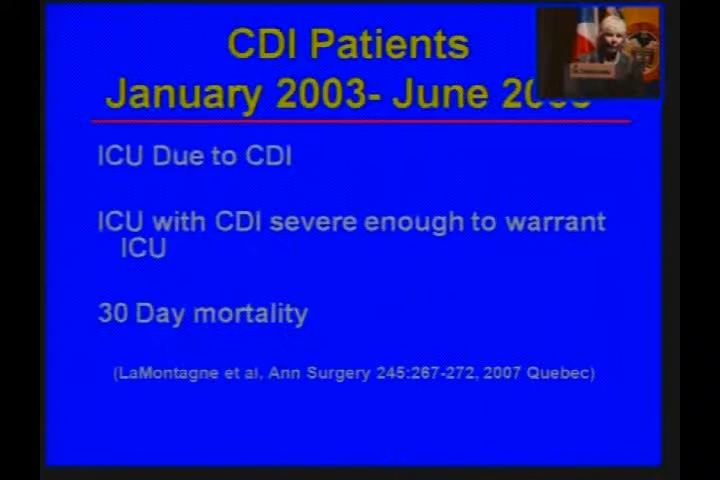 CDI Patients
January 2003- June
ICU Due to CDI
ICU with CDI severe enough to warrant
ICU
30 Day mortality
(LaMontagne et al, Ann Surgery 245:267-272, 2007 Quebec)